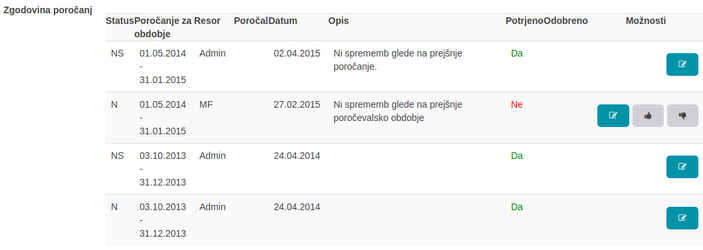 Zgodovina poročanj
Status Poročanje za obdobje Resor Poročal Datum Opis Potrjeno Odobreno Možnosti
NS 01.05.2014 - 31.01.2015 Admin 02.04.2015 Ni sprememb glede na prejšnje poročanje. Da
N 01.05.2014 - 31.01.2015 MF 27.02.2015 Ni sprememb glede na prejšnje poročevalsko obdobje Ne
NS 03.10.2013 - 31.12.2013 Admin 24.04.2014 Da
N 03.10.2013 - 31.12.2013 Admin 24.04.2014 Da